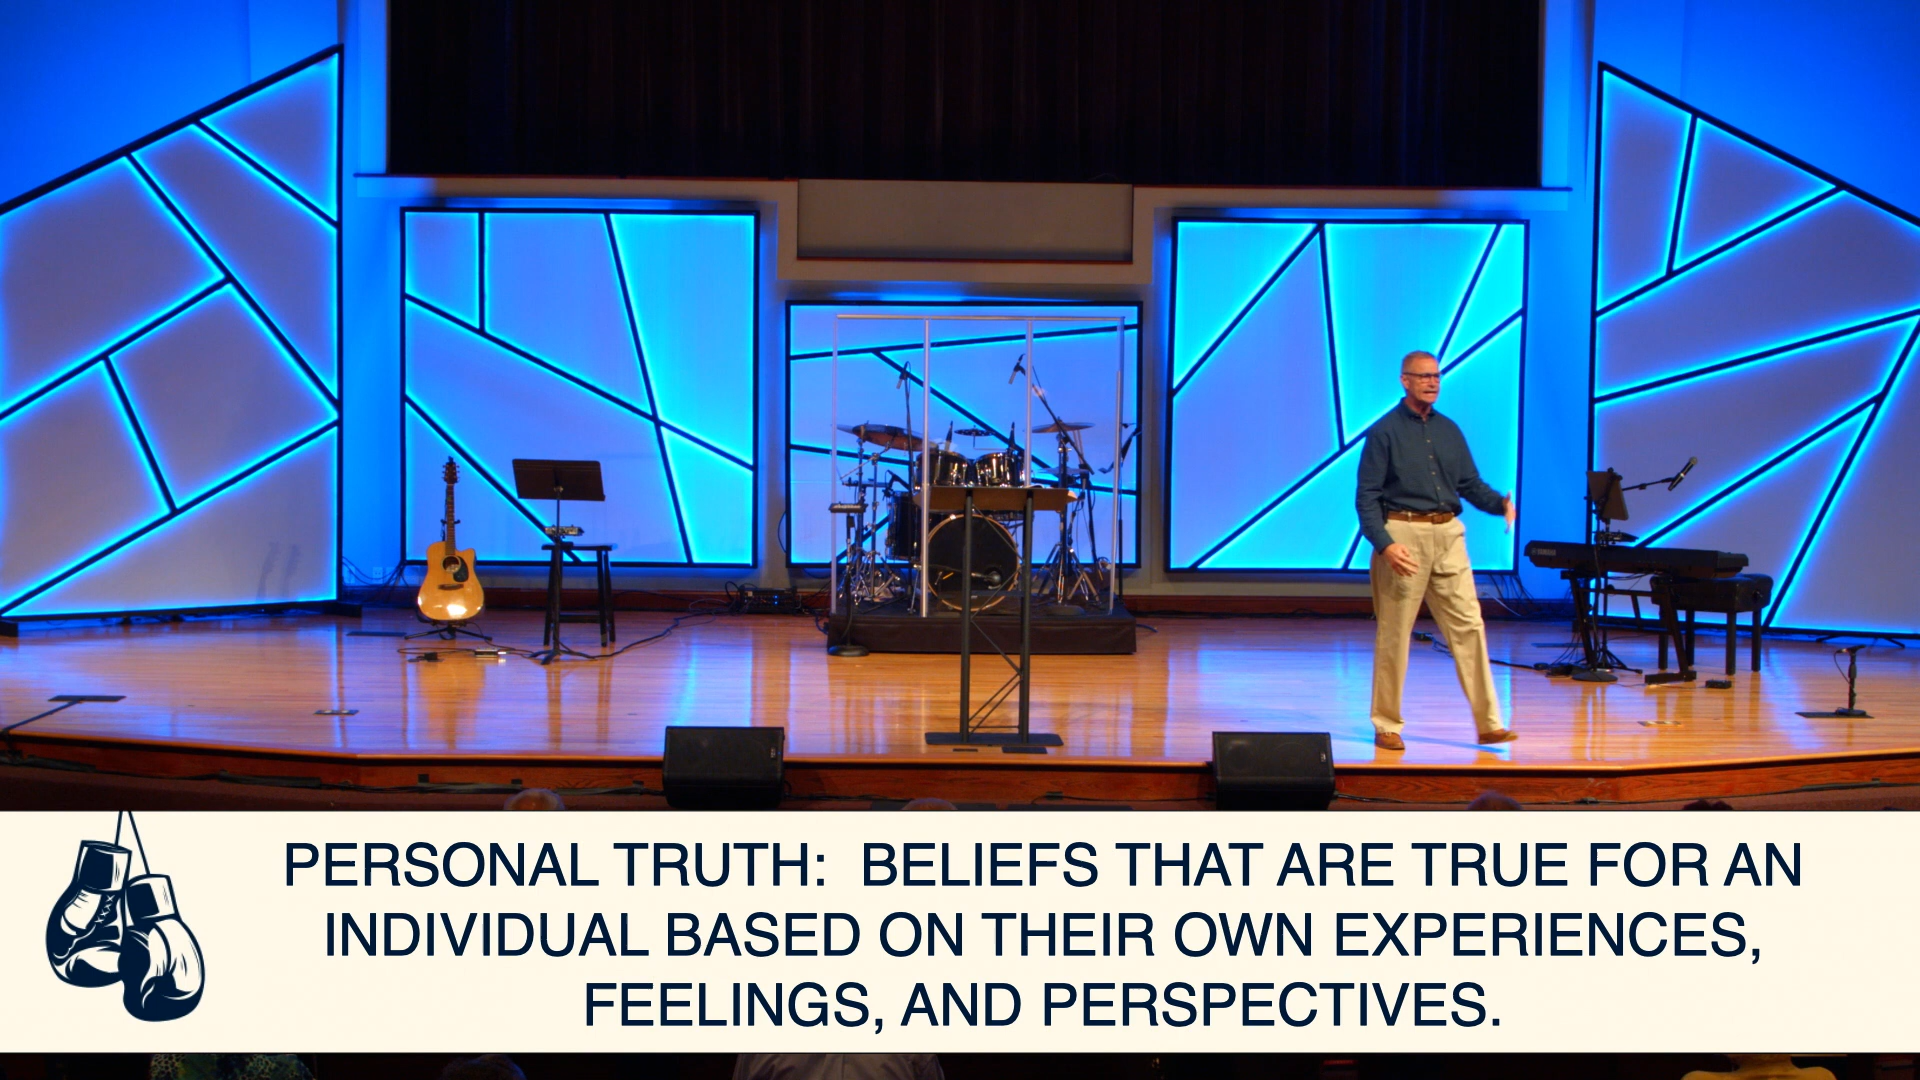 PERSONAL TRUTH: BELIEFS THAT ARE TRUE FOR AN
INDIVIDUAL BASED ON THEIR OWN EXPERIENCES,
FEELINGS, AND PERSPECTIVES.